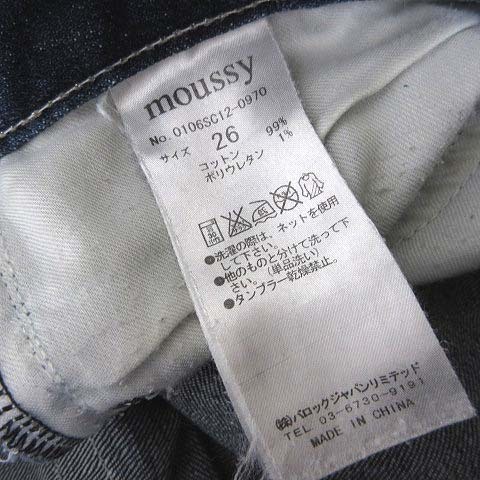 moussy
No. 0106SC12-0970
サイズ 26
コットン 99%
ポリウレタン 1%
●洗濯の際は、ネットを使用
して下さい。
●他のものと分けて洗って下
さい。(単品洗い)
●タンブラー乾燥禁止。
㈱バロックジャパンリミテッド
TEL 03-6730-9191
MADE IN CHINA